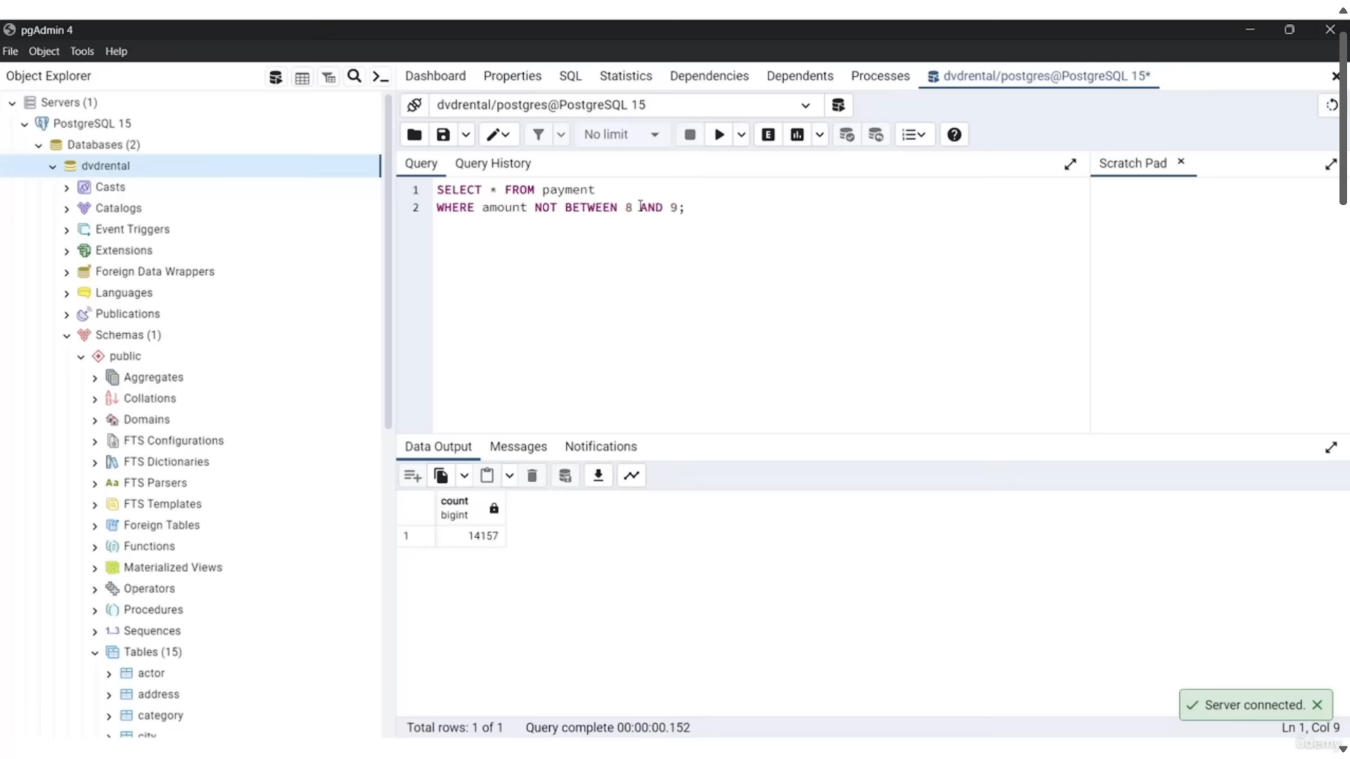 pgAdmin 4
File Object Tools Help
Object Explorer
Dashboard Properties SQL Statistics Dependencies Dependents Processes dvdrental/postgres@PostgreSQL 15*
Servers (1)
PostgreSQL 15
Databases (2)
dvdrental
Casts
Catalogs
Event Triggers
Extensions
Foreign Data Wrappers
Languages
Publications
Schemas (1)
public
Aggregates
Collations
Domains
FTS Configurations
FTS Dictionaries
Aa FTS Parsers
FTS Templates
Foreign Tables
Functions
Materialized Views
Operators
Procedures
1..3 Sequences
Tables (15)
actor
address
category
city
dvdrental/postgres@PostgreSQL 15
No limit
E
Query Query History
Scratch Pad
1 SELECT * FROM payment
2 WHERE amount NOT BETWEEN 8 AND 9;
Data Output Messages Notifications
count
bigint
1 14157
Server connected.
Total rows: 1 of 1 Query complete 00:00:00.152
Ln 1, Col 9
udemy